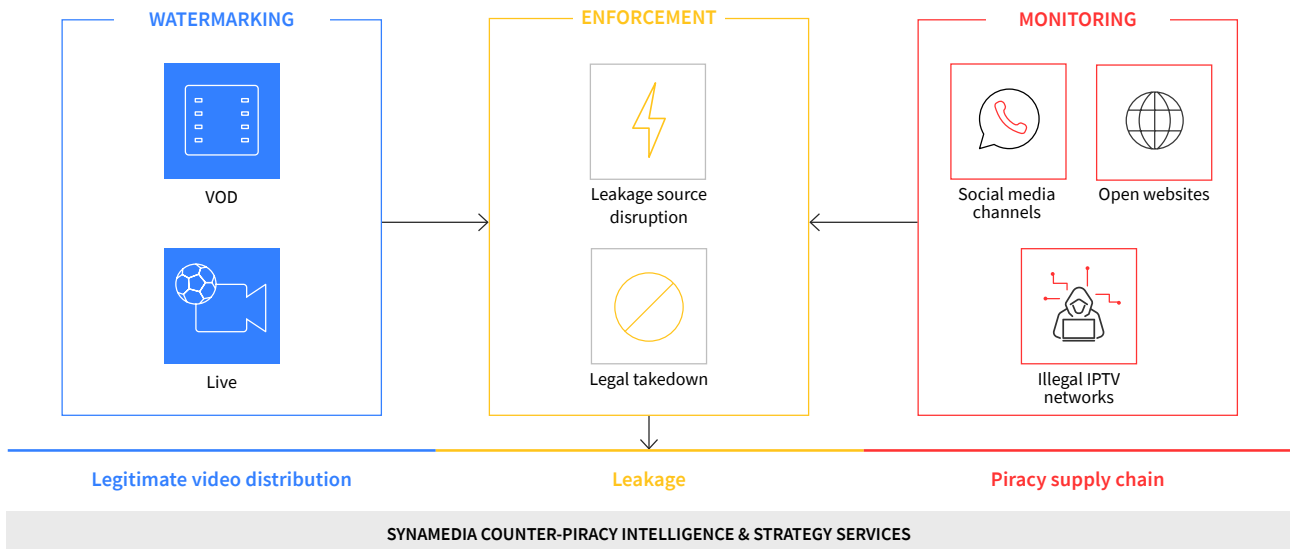 WATERMARKING
VOD
Live
ENFORCEMENT
Leakage source
disruption
Legal takedown
MONITORING
Social media
channels
Open websites
Illegal IPTV
networks
Legitimate video distribution
Leakage
Piracy supply chain
SYNAMEDIA COUNTER-PIRACY INTELLIGENCE & STRATEGY SERVICES